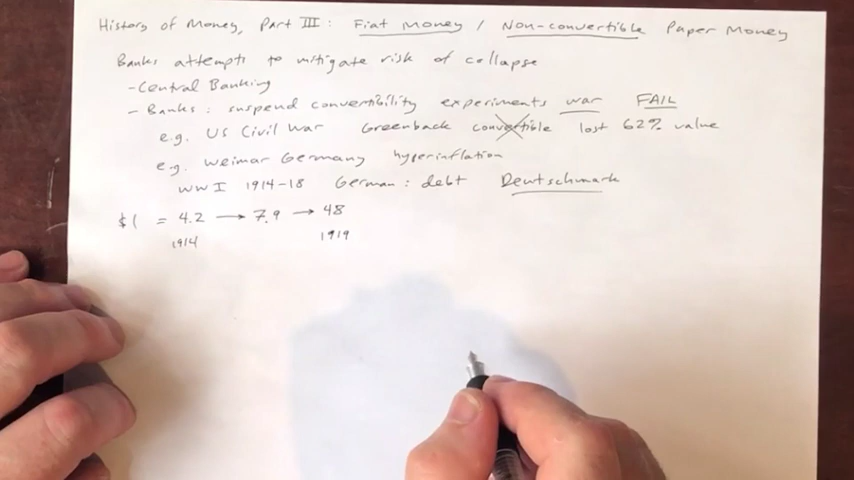 History of Money, Part III: Fiat Money / Non-convertible Paper Money
Banks attempts to mitigate risk of collapse
- Central Banking
- Banks: suspend convertibility experiments war FAIL
e.g. US Civil War Greenback convertible lost 62% value
e.g. Weimar Germany hyperinflation
WWI 1914-18 German: debt Deutschmark
$1 = 4.2 → 7.9 → 48
1914 1919